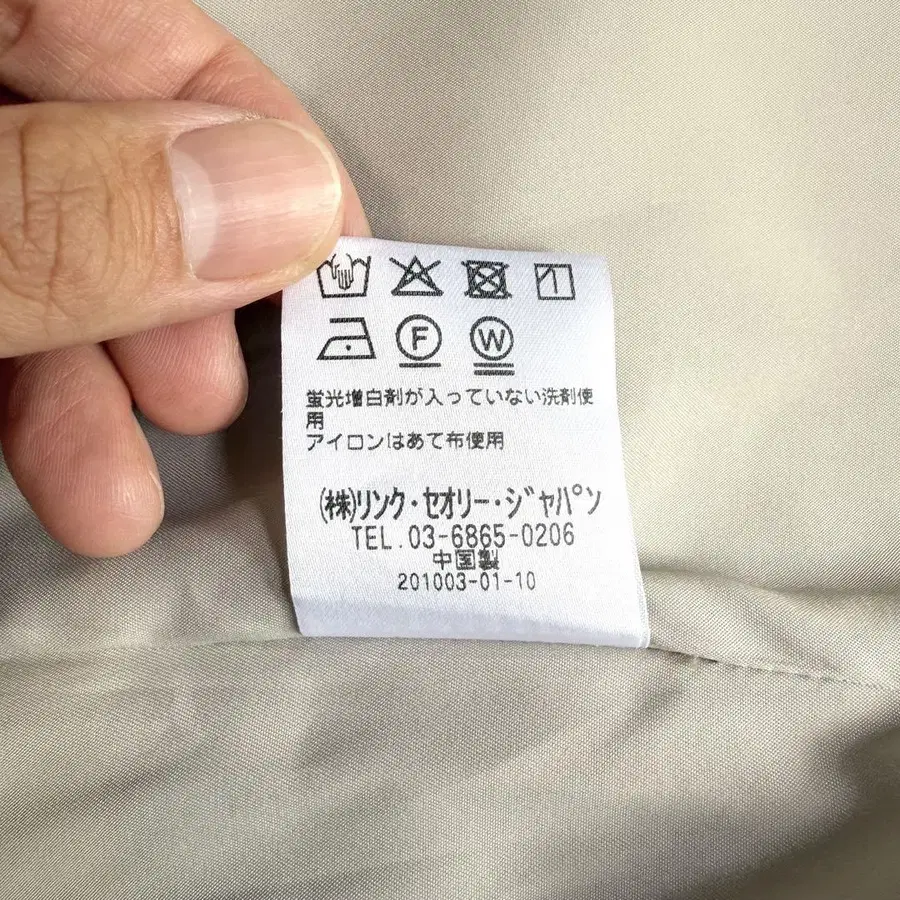 F W
蛍光増白剤が入っていない洗剤使
用
アイロンはあて布使用
(株)リンク・セオリー・ジャパン
TEL.03-6865-0206
中国製
201003-01-10